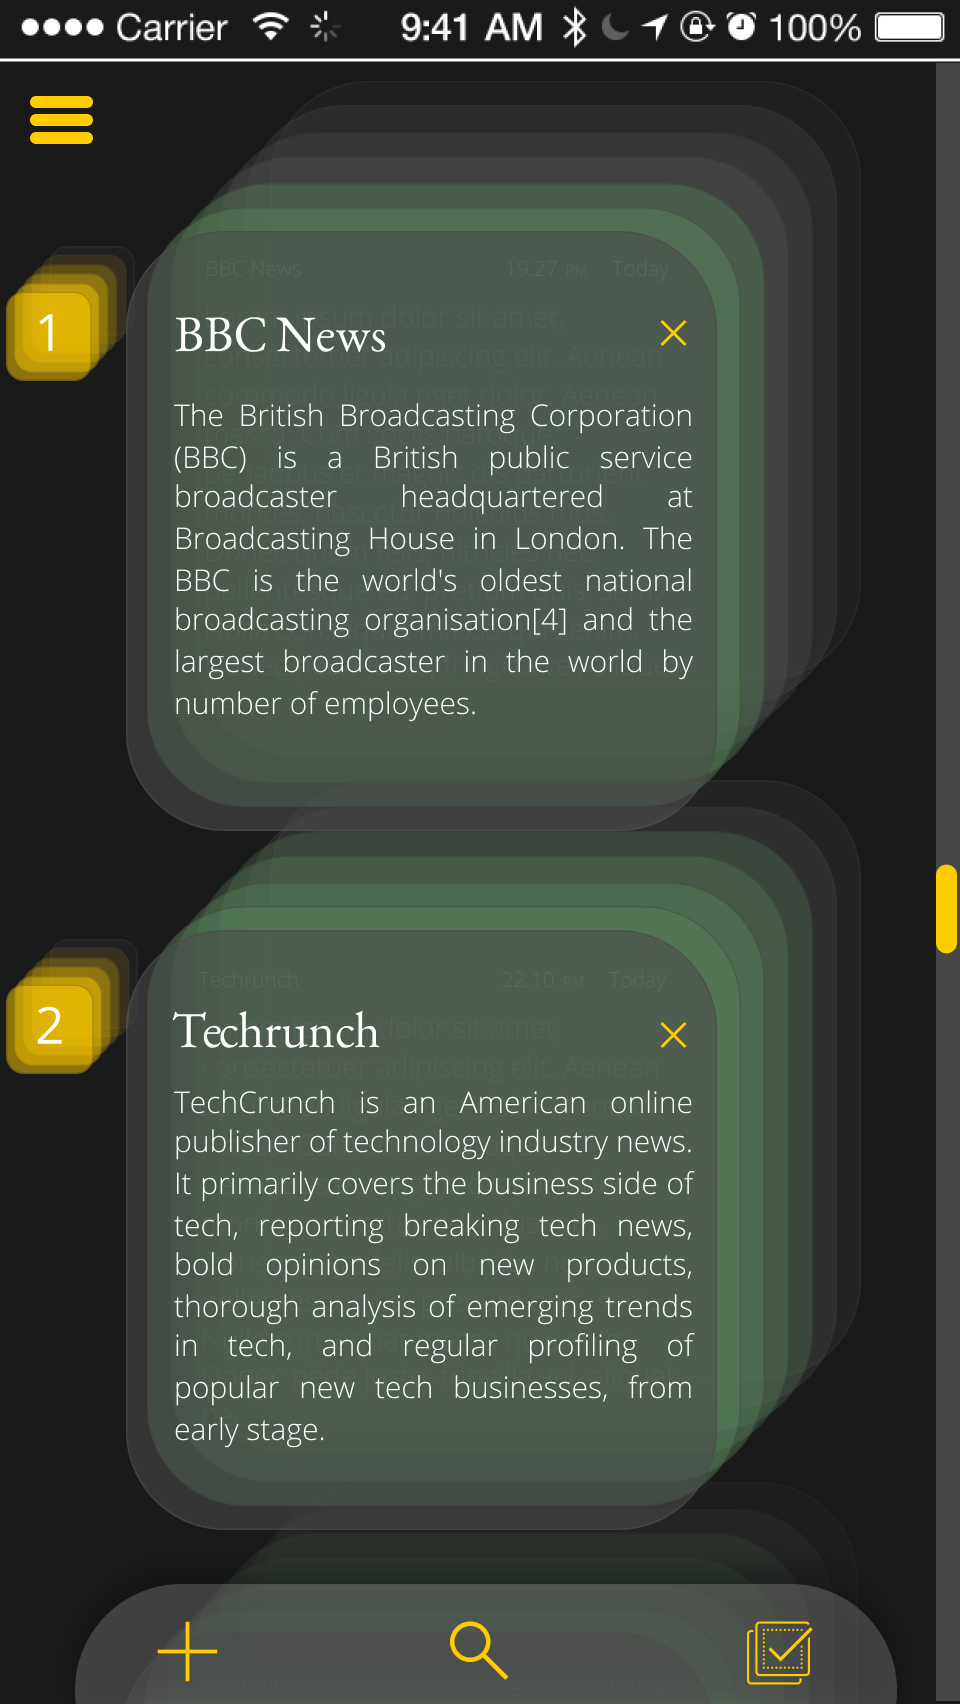 Carrier 9:41 AM 100%
BBC News 19.27 PM Today
1
BBC News
The British Broadcasting Corporation
(BBC) is a British public service
broadcaster headquartered at
Broadcasting House in London. The
BBC is the world's oldest national
broadcasting organisation[4] and the
largest broadcaster in the world by
number of employees.
Techrunch 22.10 PM Today
2
Techrunch
TechCrunch is an American online
publisher of technology industry news.
It primarily covers the business side of
tech, reporting breaking tech news,
bold opinions on new products,
thorough analysis of emerging trends
in tech, and regular profiling of
popular new tech businesses, from
early stage.